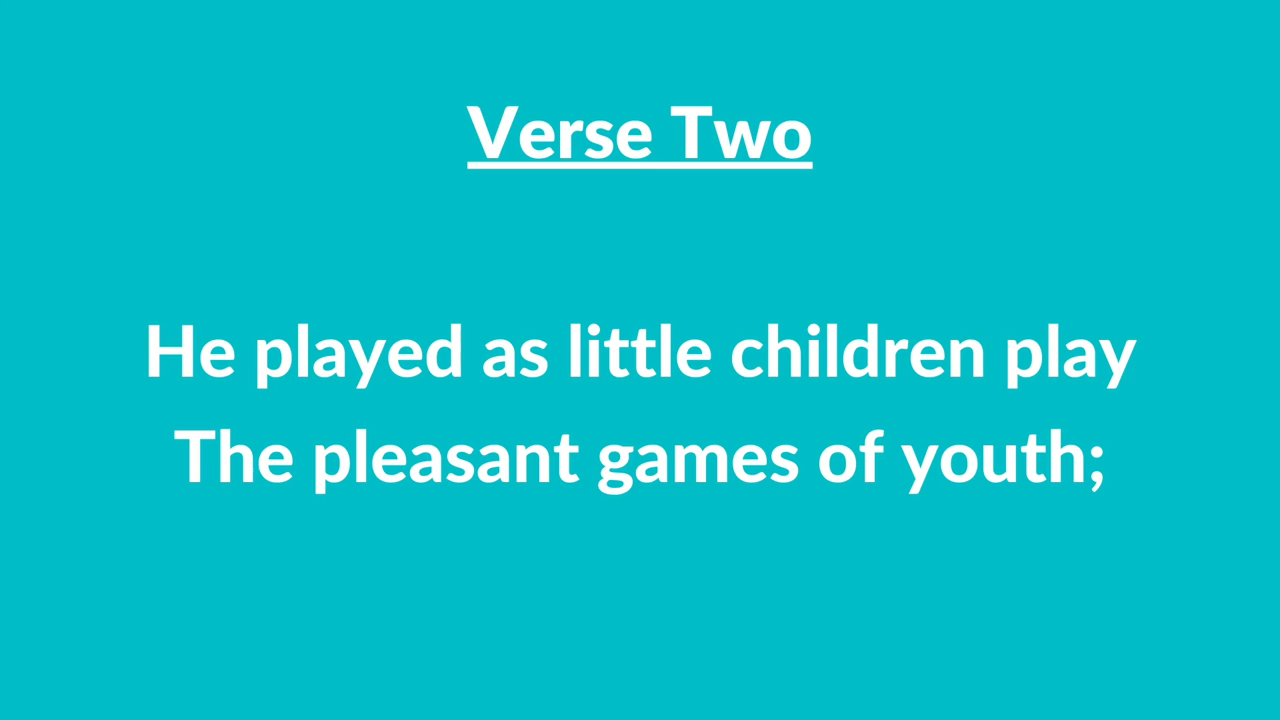 Verse Two
He played as little children play
The pleasant games of youth;